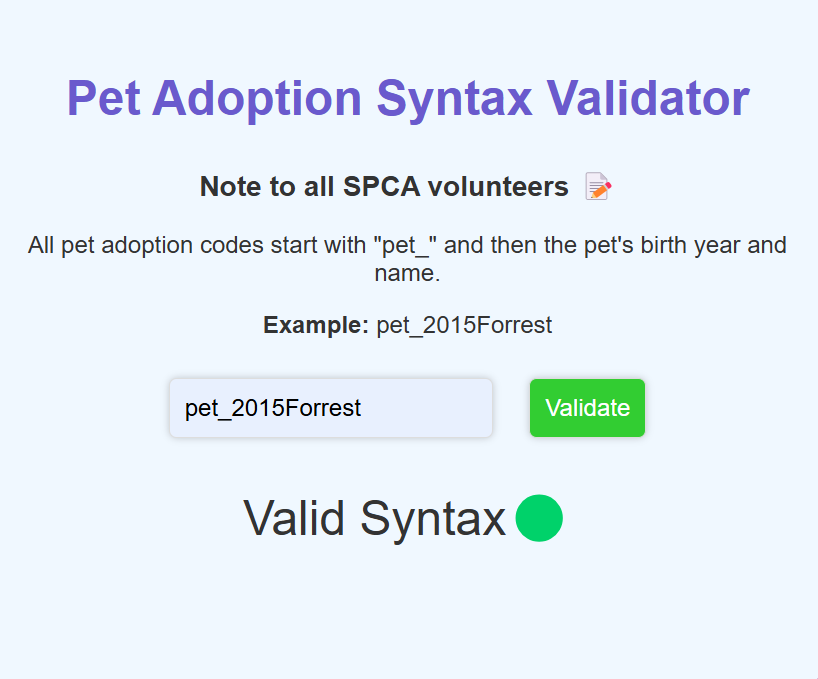 Pet Adoption Syntax Validator
Note to all SPCA volunteers 📝
All pet adoption codes start with "pet_" and then the pet's birth year and
name.
Example: pet_2015Forrest
pet_2015Forrest
Validate
Valid Syntax